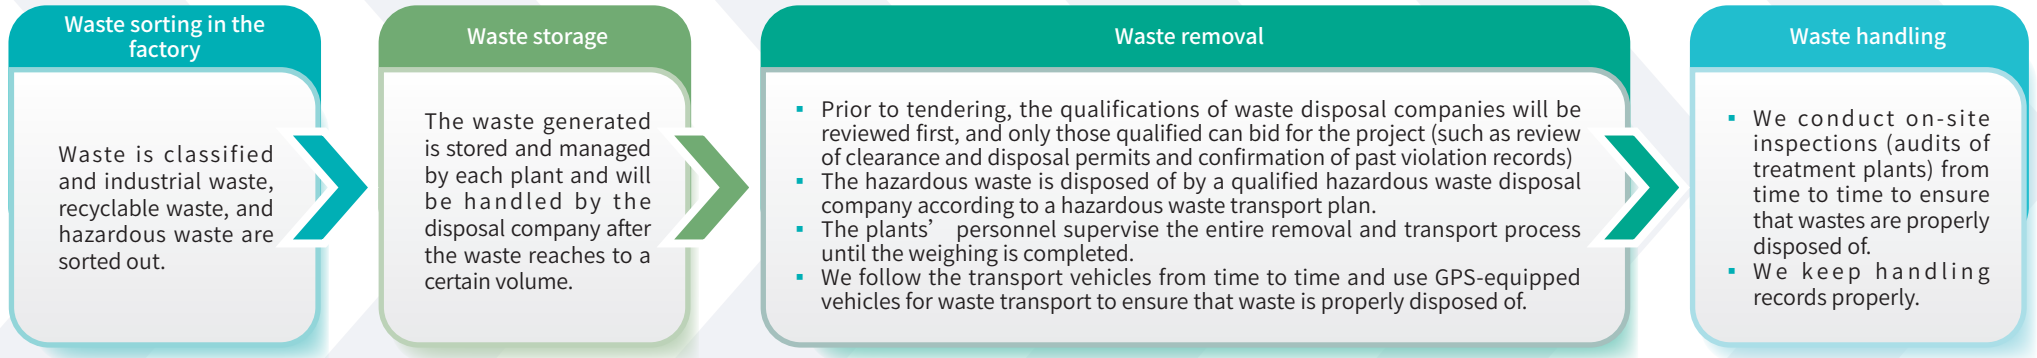 Waste sorting in the
factory
Waste is classified
and industrial waste,
recyclable waste, and
hazardous waste are
sorted out.
Waste storage
The waste generated
is stored and managed
by each plant and will
be handled by the
disposal company after
the waste reaches to a
certain volume.
Waste removal
▪ Prior to tendering, the qualifications of waste disposal companies will be
reviewed first, and only those qualified can bid for the project (such as review
of clearance and disposal permits and confirmation of past violation records)
▪ The hazardous waste is disposed of by a qualified hazardous waste disposal
company according to a hazardous waste transport plan.
▪ The plants’ personnel supervise the entire removal and transport process
until the weighing is completed.
▪ We follow the transport vehicles from time to time and use GPS-equipped
vehicles for waste transport to ensure that waste is properly disposed of.
Waste handling
▪ We conduct on-site
inspections (audits of
treatment plants) from
time to time to ensure
that wastes are properly
disposed of.
▪ We keep handling
records properly.